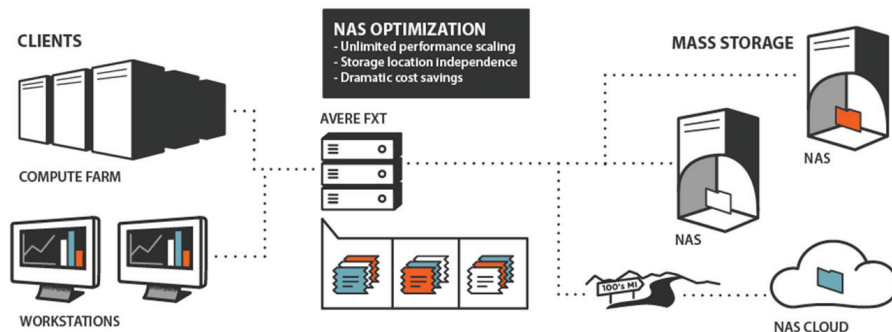 CLIENTS
COMPUTE FARM
WORKSTATIONS
NAS OPTIMIZATION
- Unlimited performance scaling
- Storage location independence
- Dramatic cost savings
AVERE FXT
MASS STORAGE
NAS
NAS
100's MI
NAS CLOUD